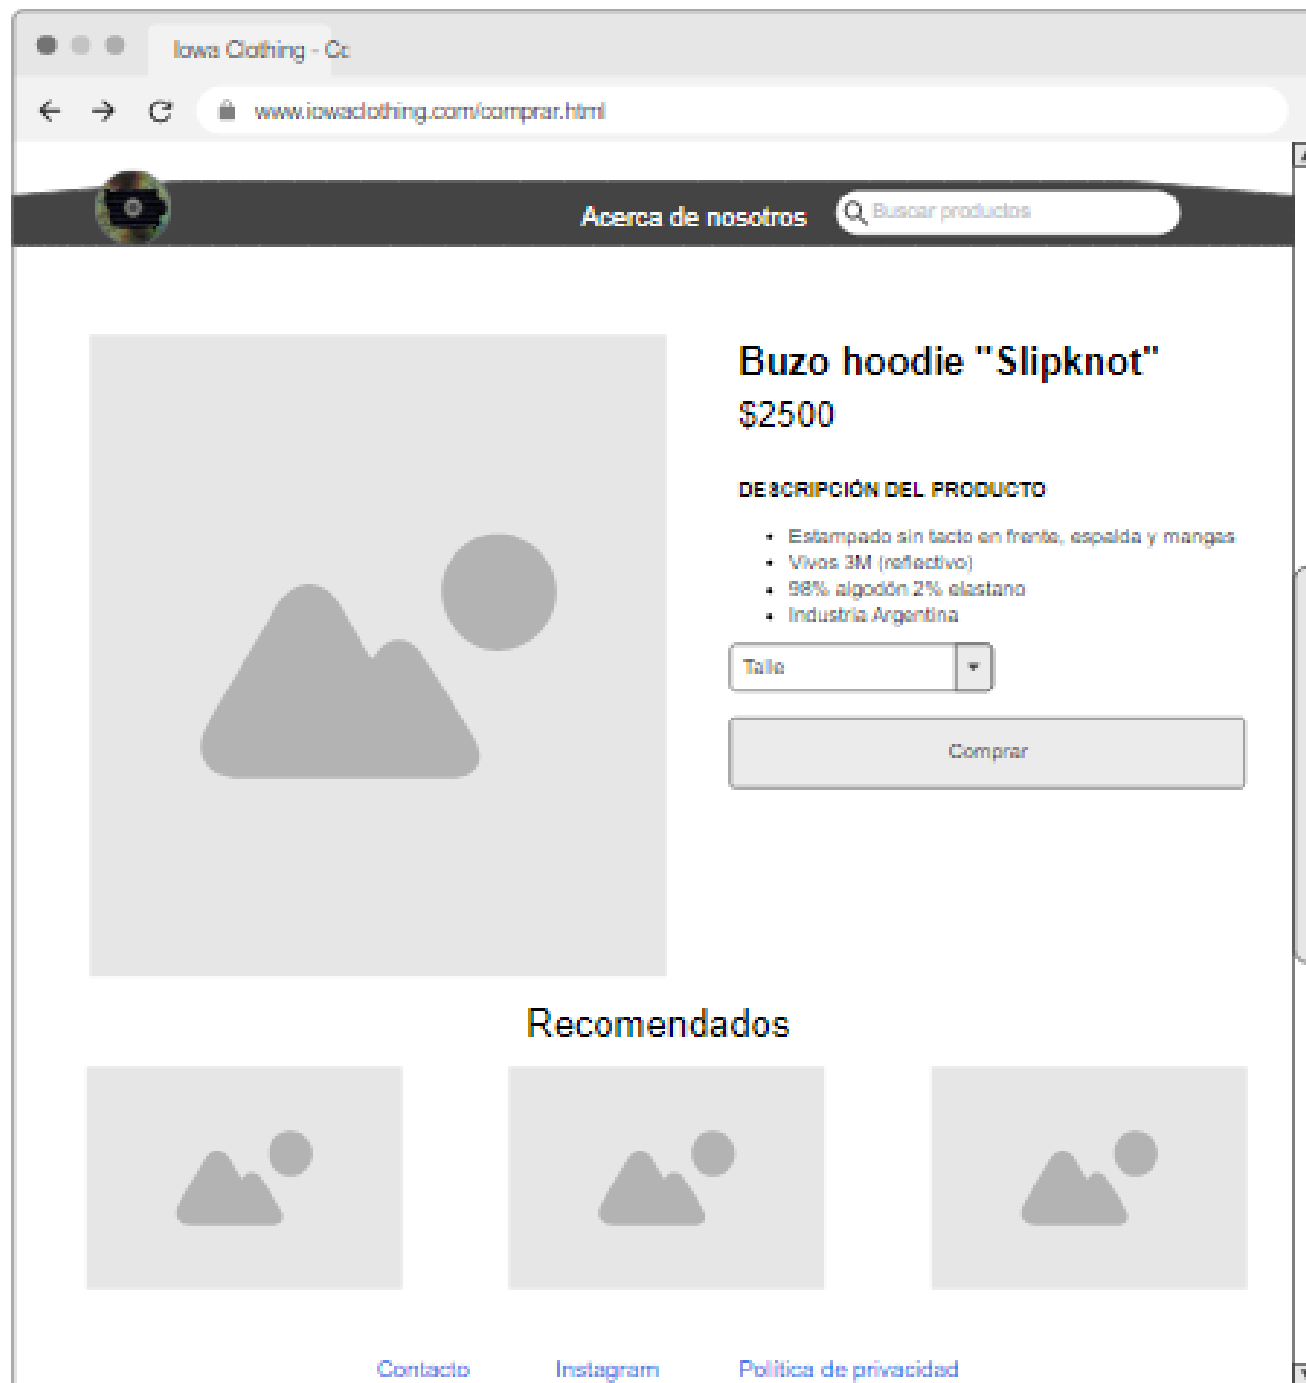 Iowa Clothing - Cc
www.iowaclothing.com/comprar.html
Acerca de nosotros
Buscar productos
Buzo hoodie "Slipknot"
$2500
DESCRIPCIÓN DEL PRODUCTO
• Estampado sin tacto en frente, espalda y mangas
• Vivos 3M (reflectivo)
• 98% algodón 2% elastano
• Industria Argentina
Talle
Comprar
Recomendados
Contacto Instagram Política de privacidad